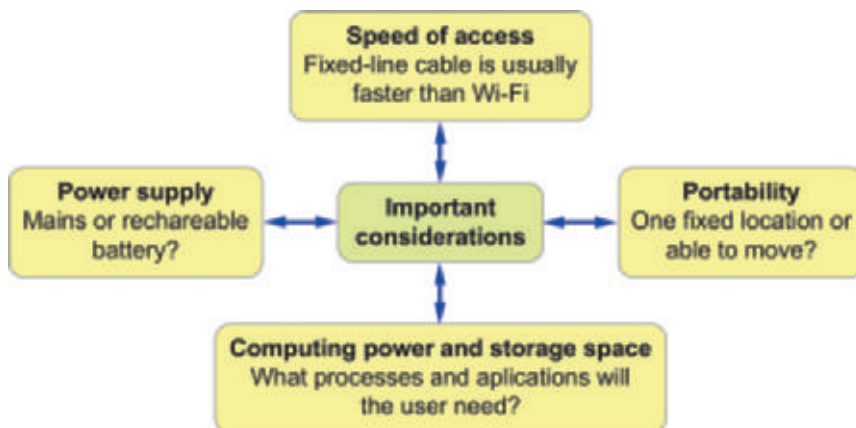 Speed of access
Fixed-line cable is usually
faster than Wi-Fi
Power supply
Mains or rechareable
battery?
Important
considerations
Portability
One fixed location or
able to move?
Computing power and storage space
What processes and aplications will
the user need?